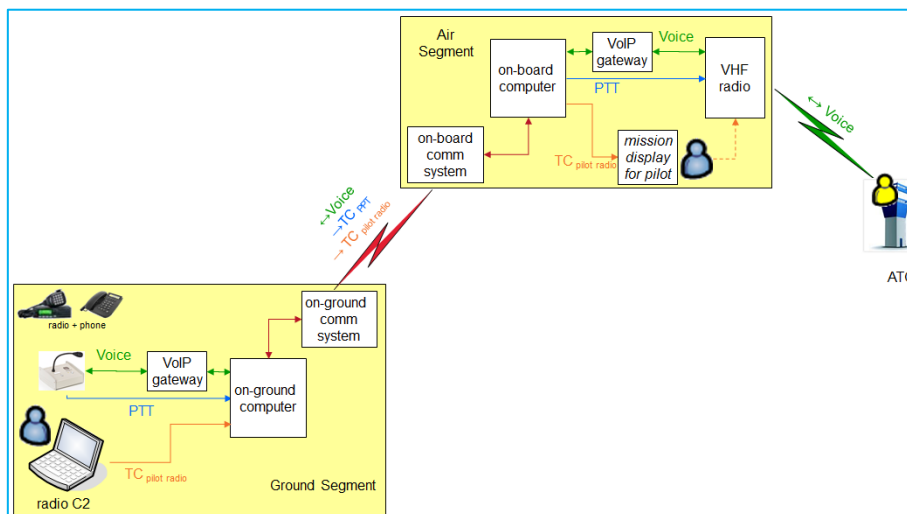 Air
Segment
on-board
computer
VoIP
gateway
Voice
VHF
radio
PTT
on-board
comm
system
TC pilot radio
mission
display
for pilot
↔ Voice
ATC
↔Voice
→TC PPT
→ TC pilot radio
radio + phone
on-ground
comm
system
Voice
VoIP
gateway
on-ground
computer
PTT
TC pilot radio
radio C2
Ground Segment